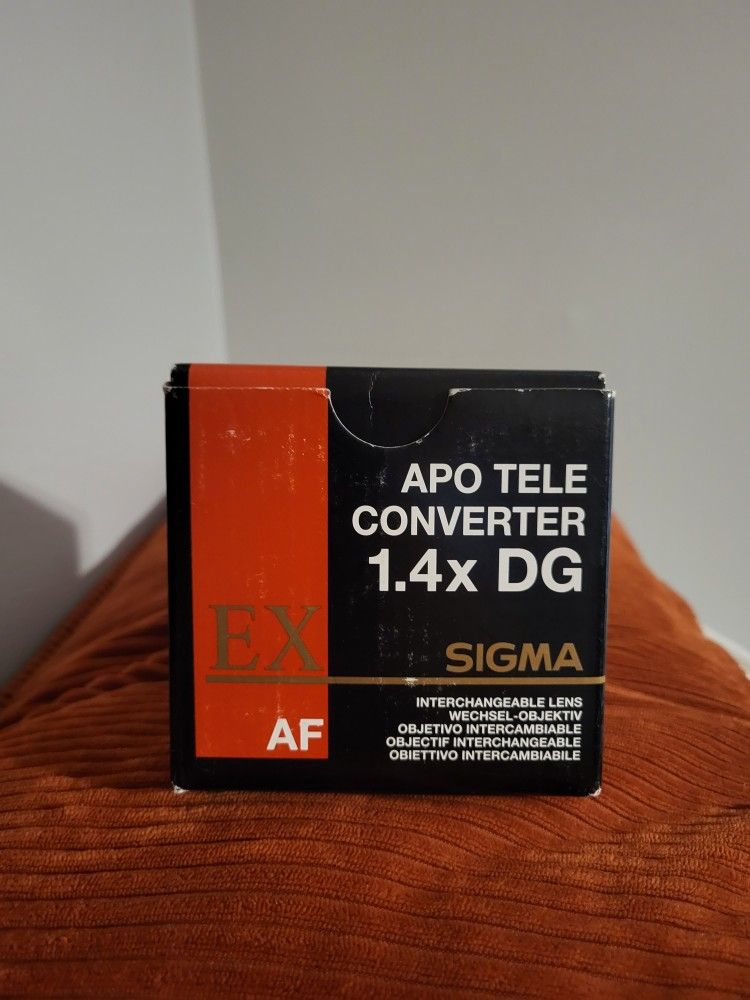 APO TELE
CONVERTER
1.4x DG
EX
SIGMA
AF
INTERCHANGEABLE LENS
WECHSEL-OBJEKTIV
OBJETIVO INTERCAMBIABLE
OBJECTIF INTERCHANGEABLE
OBIETTIVO INTERCAMBIABILE